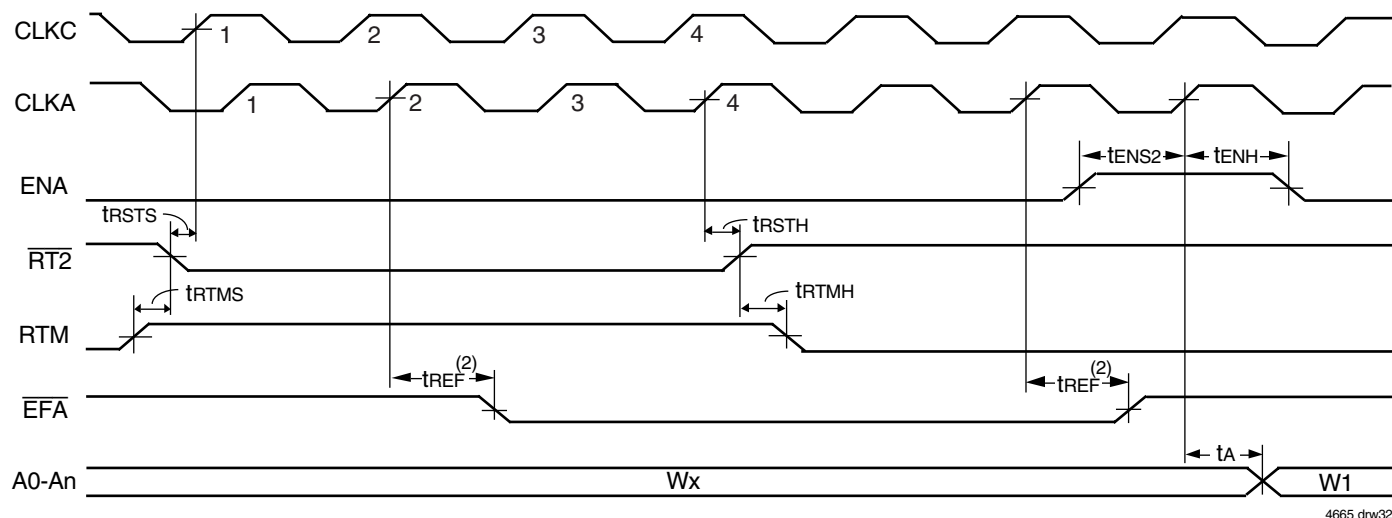 CLKC 1 2 3 4
CLKA 1 2 3 4
tENS2 tENH
ENA
tRSTS tRSTH
RT2
tRTMS tRTMH
RTM
tREF(2) tREF(2)
EFA
tA
A0-An Wx W1
4665 drw32